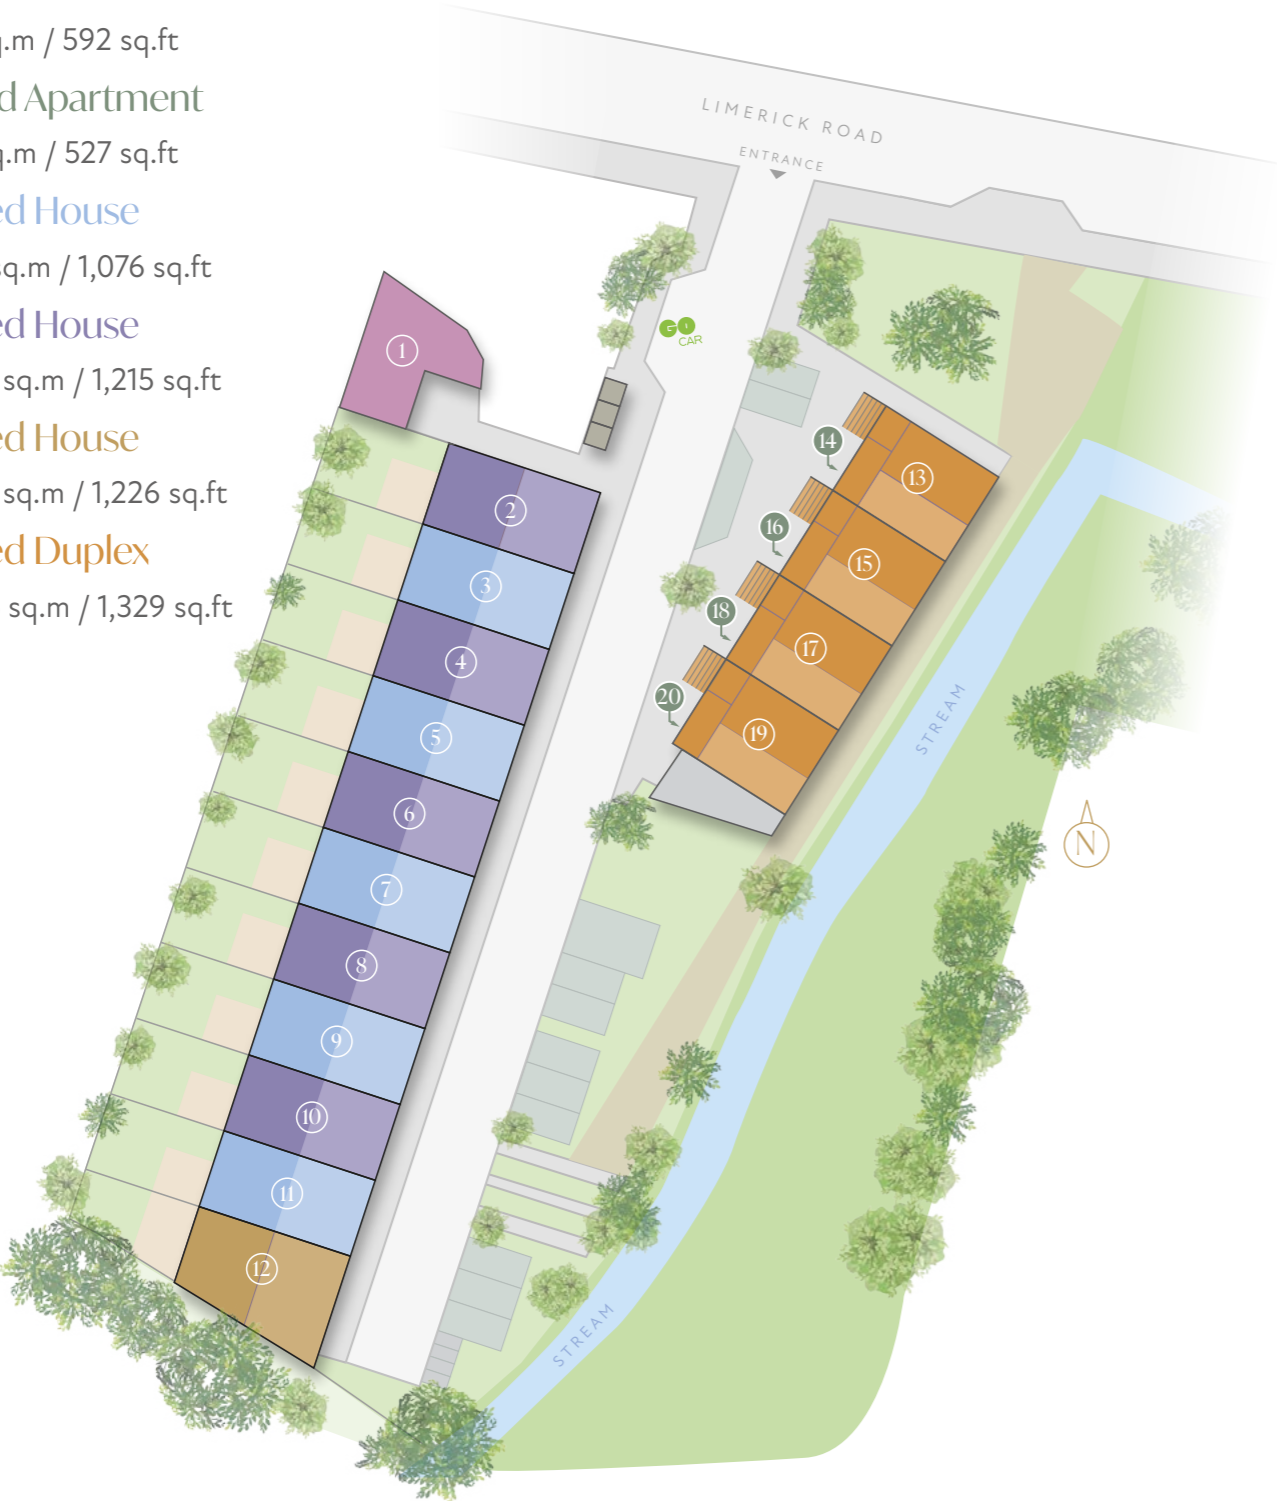 q.m / 592 sq.ft
d Apartment
q.m / 527 sq.ft
ed House
sq.m / 1,076 sq.ft
ed House
sq.m / 1,215 sq.ft
ed House
sq.m / 1,226 sq.ft
ed Duplex
sq.m / 1,329 sq.ft
LIMERICK ROAD
ENTRANCE
GO
CAR
1
2
3
4
5
6
7
8
9
10
11
12
13
14
15
16
17
18
19
20
STREAM
N
STREAM